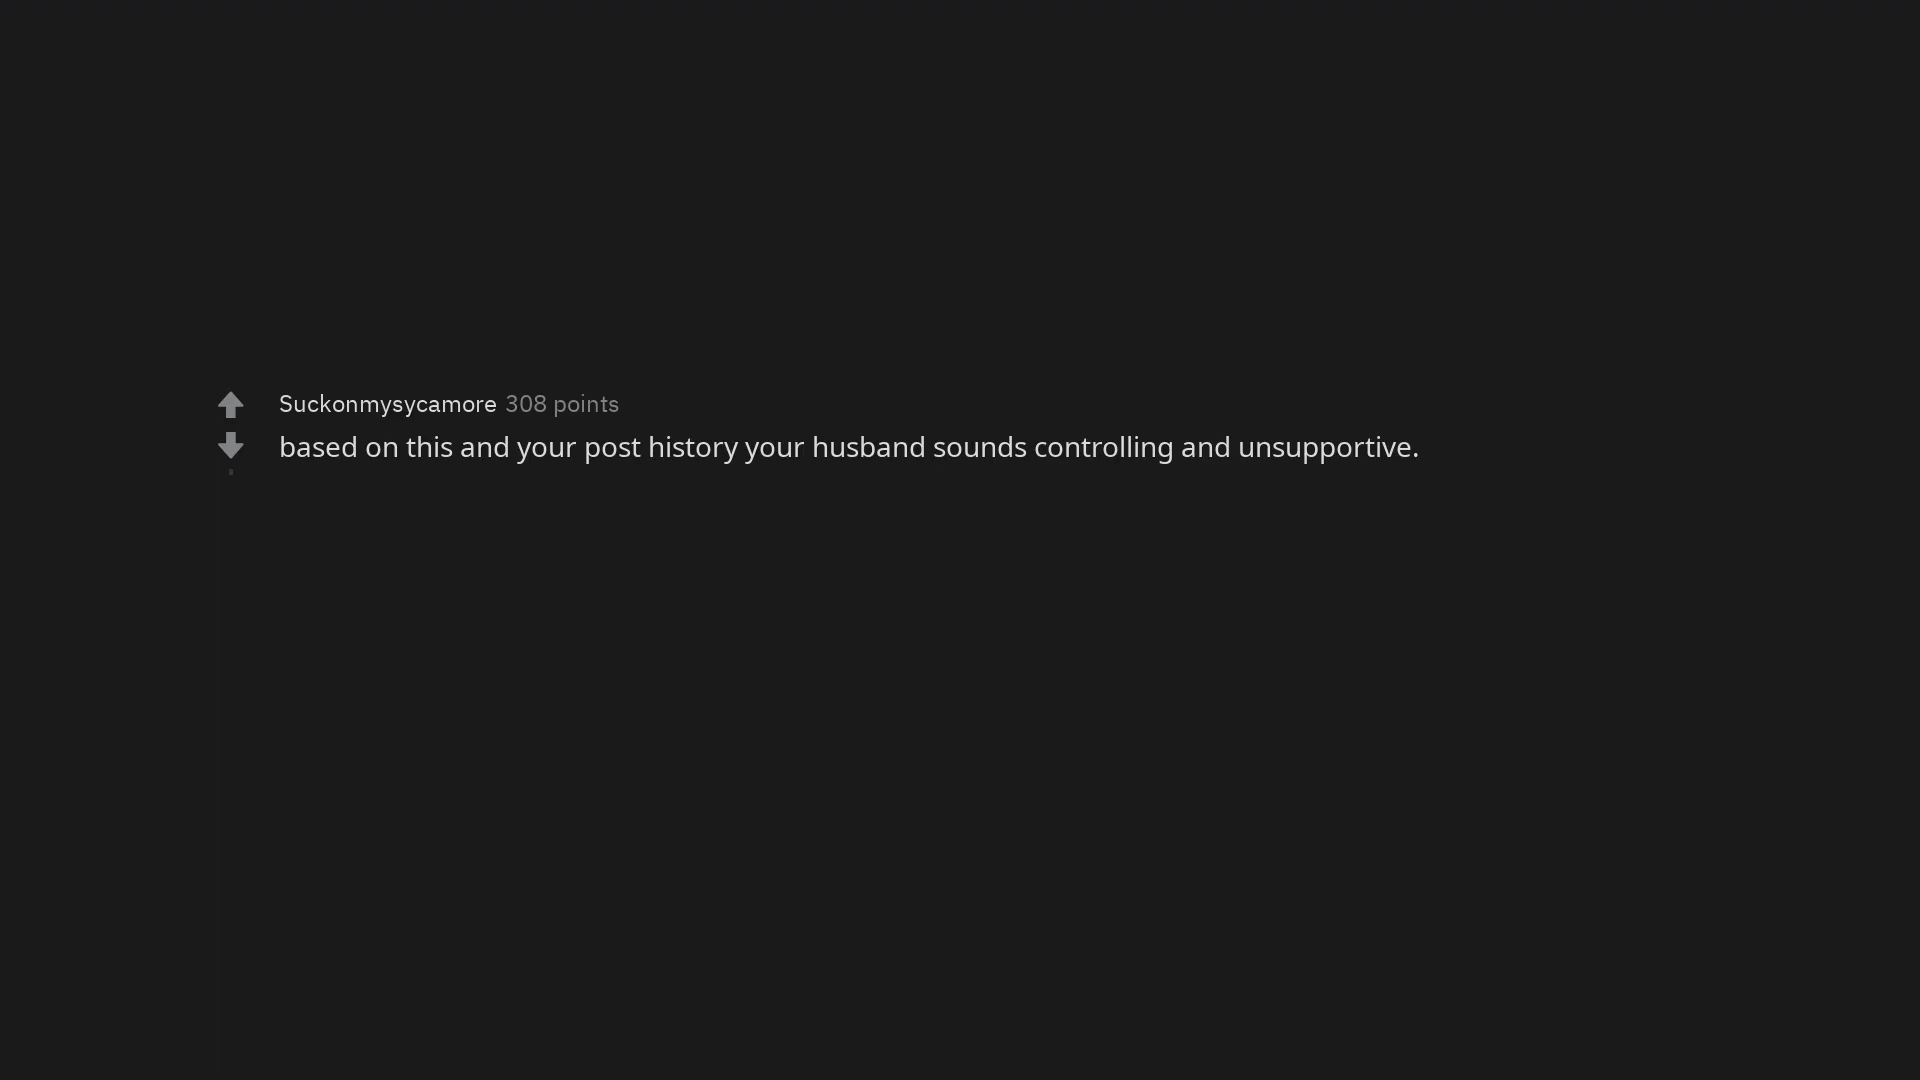 Suckonmysycamore 308 points
based on this and your post history your husband sounds controlling and unsupportive.